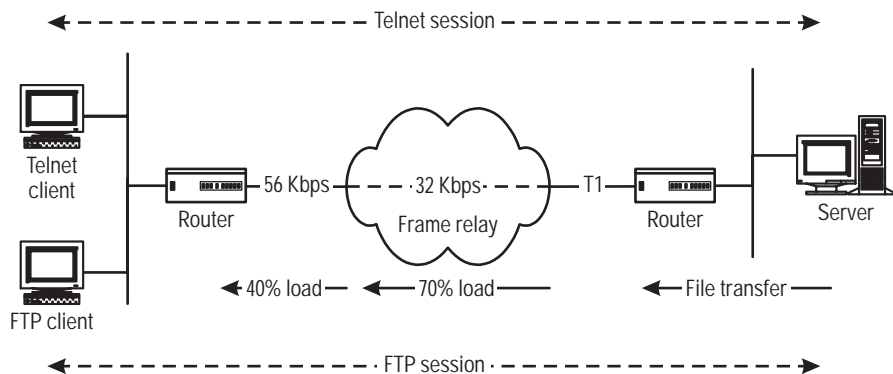 Telnet session
Telnet
client
56 Kbps
32 Kbps
T1
Router
Frame relay
Router
Server
40% load
70% load
File transfer
FTP client
FTP session